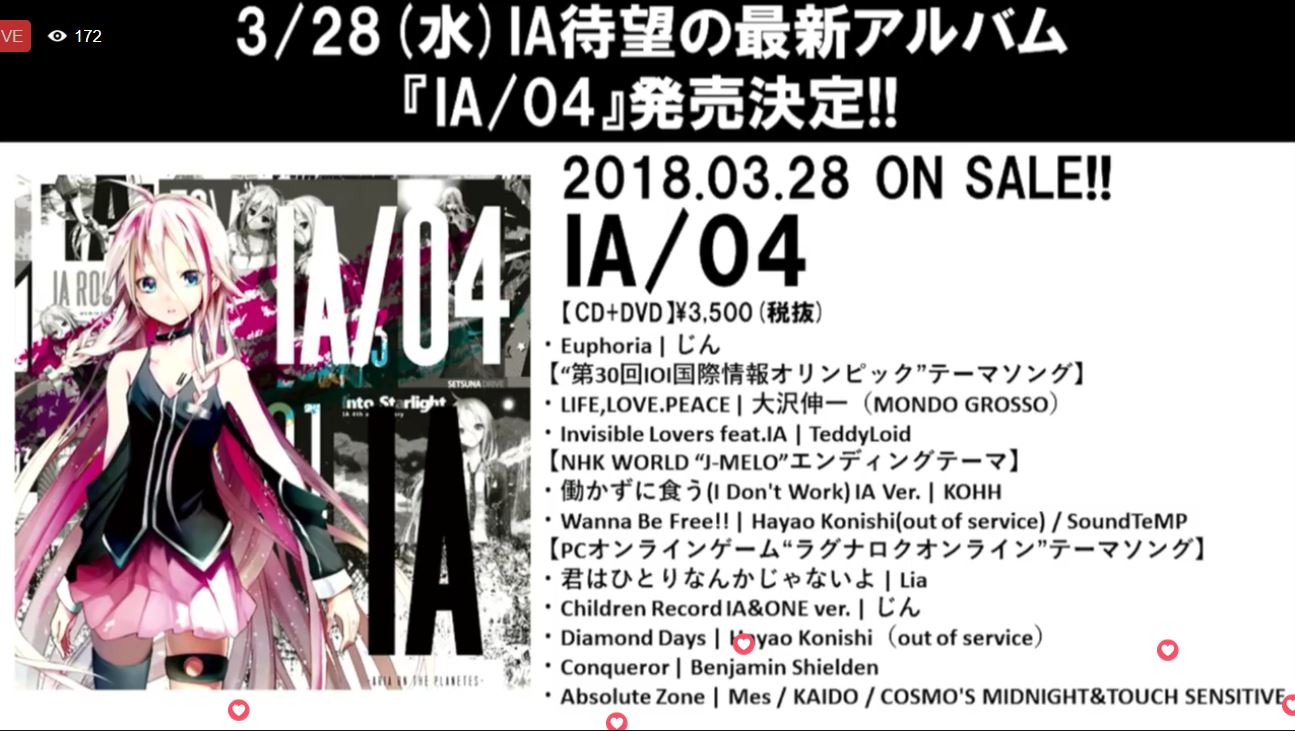 VE 172
3/28(水)IA待望の最新アルバム
『IA/04』発売決定!!
IA/04
IA ROC
SETSUNA DRIVE
Into Starlight
IA
-ARIA ON THE PLANETES-
2018.03.28 ON SALE!!
IA/04
【CD+DVD】¥3,500(税抜)
・Euphoria | じん
【“第30回IOI国際情報オリンピック”テーマソング】
・LIFE,LOVE.PEACE | 大沢伸一（MONDO GROSSO）
・Invisible Lovers feat.IA | TeddyLoid
【NHK WORLD “J-MELO”エンディングテーマ】
・働かずに食う(I Don't Work) IA Ver. | KOHH
・Wanna Be Free!! | Hayao Konishi(out of service) / SoundTeMP
【PCオンラインゲーム“ラグナロクオンライン”テーマソング】
・君はひとりなんかじゃないよ | Lia
・Children Record IA&ONE ver. | じん
・Diamond Days | Hayao Konishi（out of service）
・Conqueror | Benjamin Shielden
・Absolute Zone | Mes / KAIDO / COSMO'S MIDNIGHT&TOUCH SENSITIVE